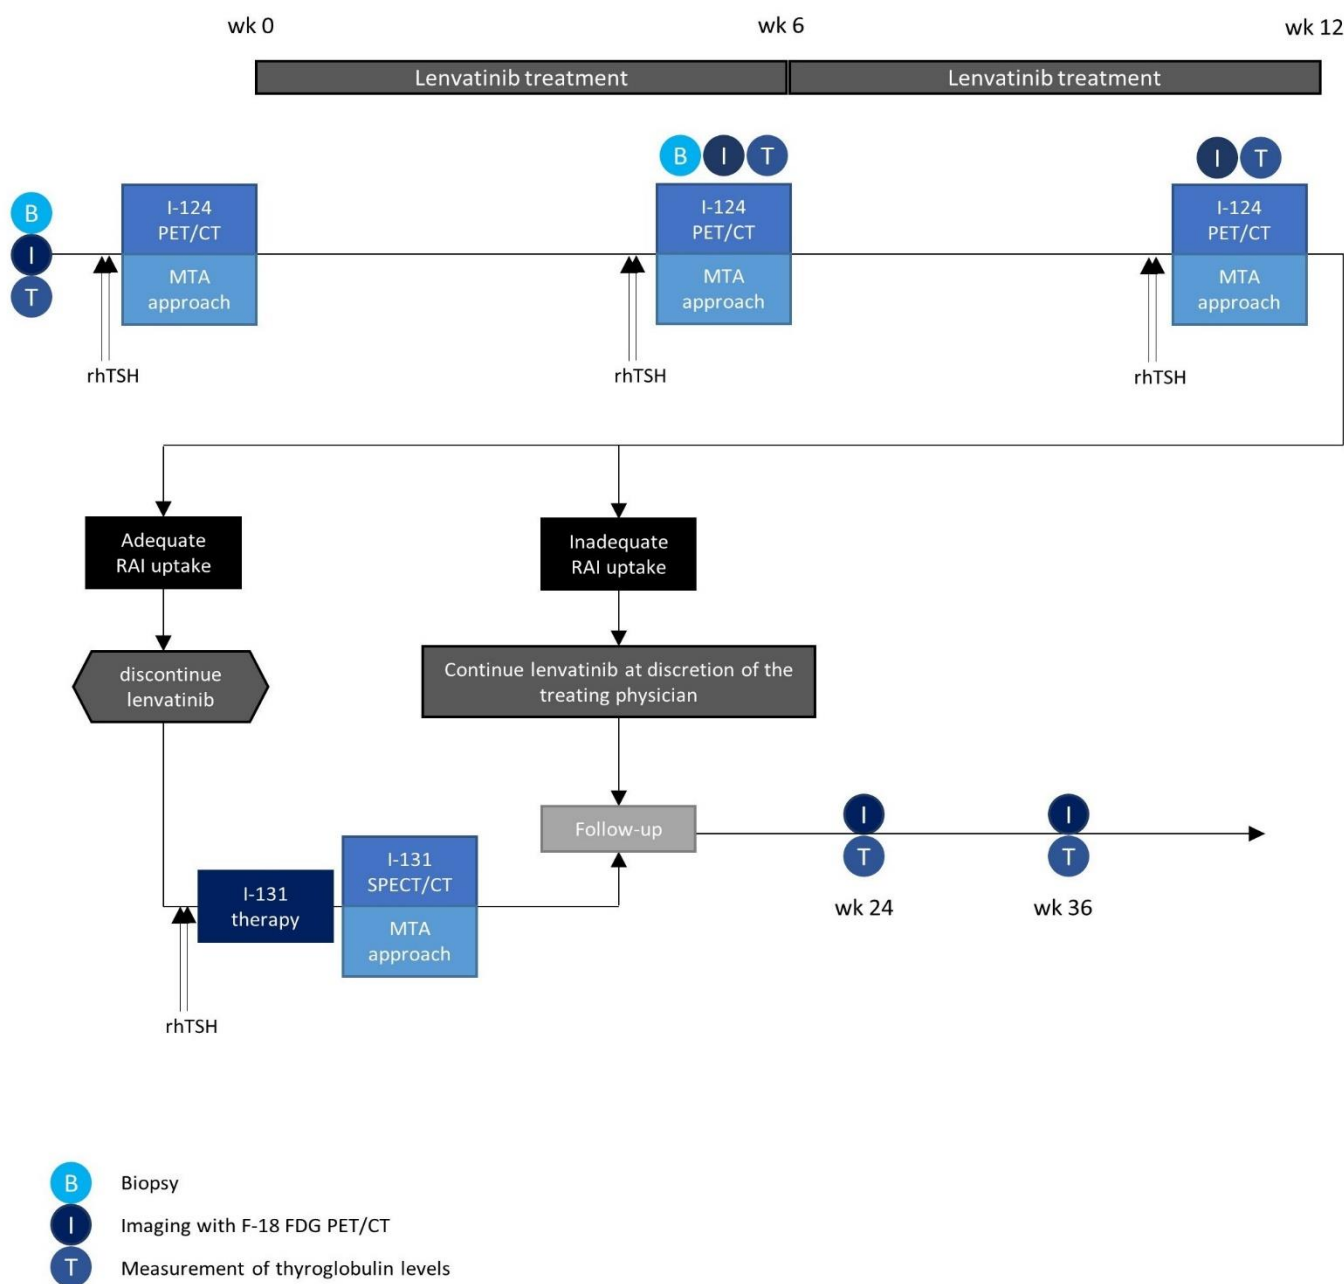 wk 0
wk 6
wk 12
Lenvatinib treatment
Lenvatinib treatment
B
I
T
I-124
PET/CT
MTA
approach
rhTSH
B I T
I-124
PET/CT
MTA
approach
rhTSH
I T
I-124
PET/CT
MTA
approach
rhTSH
Adequate
RAI uptake
Inadequate
RAI uptake
discontinue
lenvatinib
Continue lenvatinib at discretion of the
treating physician
Follow-up
I
T
wk 24
I
T
wk 36
I-131
therapy
I-131
SPECT/CT
MTA
approach
rhTSH
B Biopsy
I Imaging with F-18 FDG PET/CT
T Measurement of thyroglobulin levels